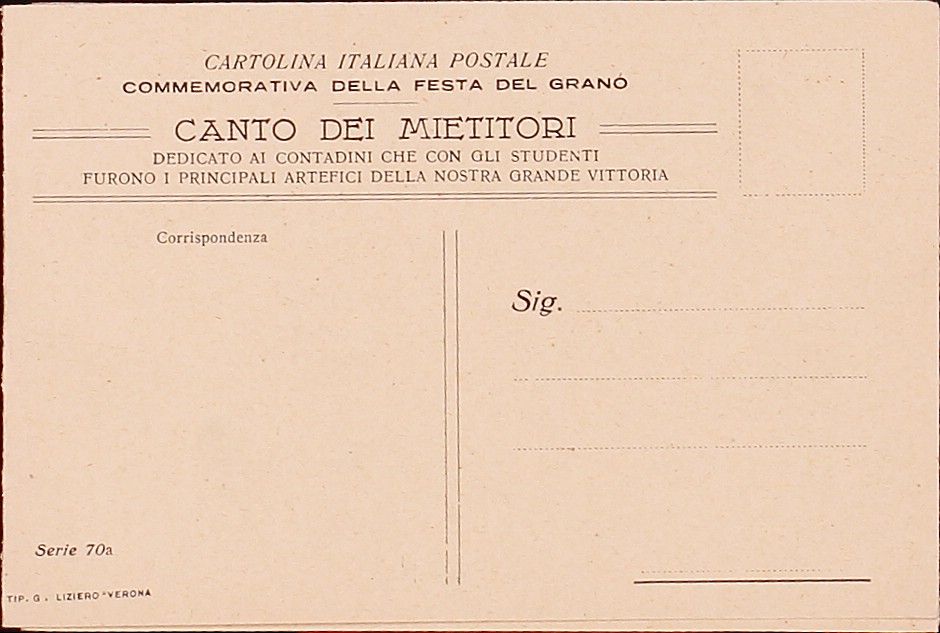 CARTOLINA ITALIANA POSTALE
COMMEMORATIVA DELLA FESTA DEL GRANO
CANTO DEI MIETITORI
DEDICATO AI CONTADINI CHE CON GLI STUDENTI
FURONO I PRINCIPALI ARTEFICI DELLA NOSTRA GRANDE VITTORIA
Corrispondenza
Sig.
Serie 70a
TIP. G. LIZIERO - VERONA